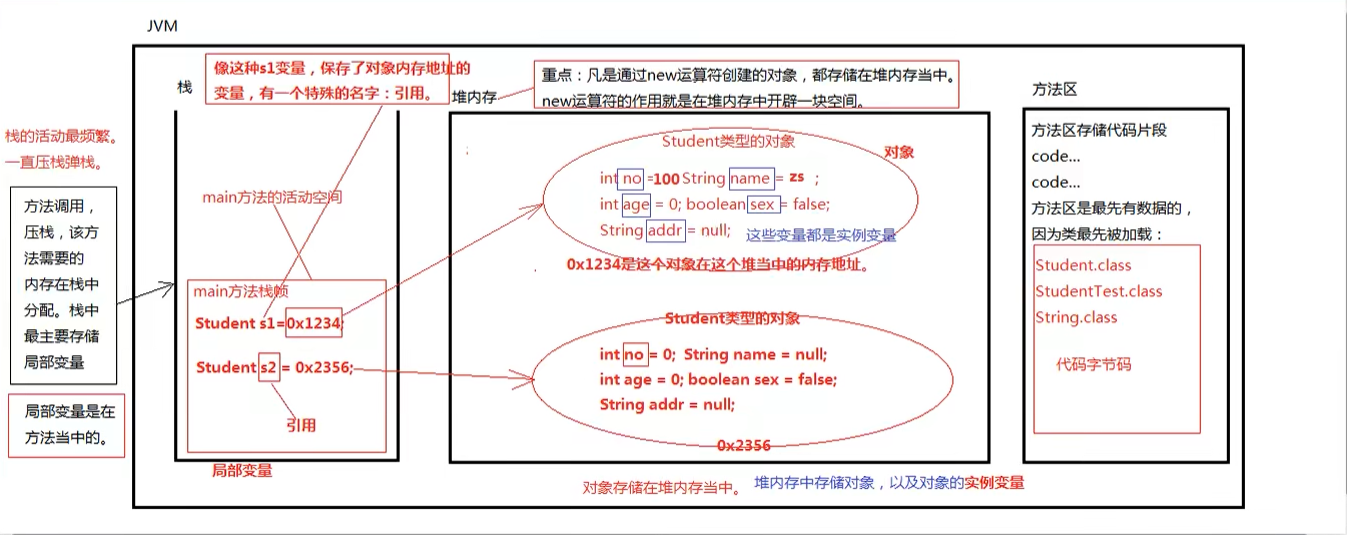 JVM
栈的活动最频繁。
一直压栈弹栈。
方法调用，
压栈，该方
法需要的
内存在栈中
分配。栈中
最主要存储
局部变量
局部变量是在
方法当中的。
栈
像这种s1变量，保存了对象内存地址的
变量，有一个特殊的名字：引用。
main方法的活动空间
main方法栈帧
Student s1=0x1234;
Student s2 = 0x2356;
引用
局部变量
堆内存
重点：凡是通过new运算符创建的对象，都存储在堆内存当中。
new运算符的作用就是在堆内存中开辟一块空间。
Student类型的对象
对象
int no =100 String name = zs ;
int age = 0; boolean sex = false;
String addr = null;
这些变量都是实例变量
0x1234是这个对象在这个堆当中的内存地址。
Student类型的对象
int no = 0; String name = null;
int age = 0; boolean sex = false;
String addr = null;
0x2356
对象存储在堆内存当中。
堆内存中存储对象，以及对象的实例变量
方法区
方法区存储代码片段
code...
code...
方法区是最先有数据的，
因为类最先被加载：
Student.class
StudentTest.class
String.class
代码字节码